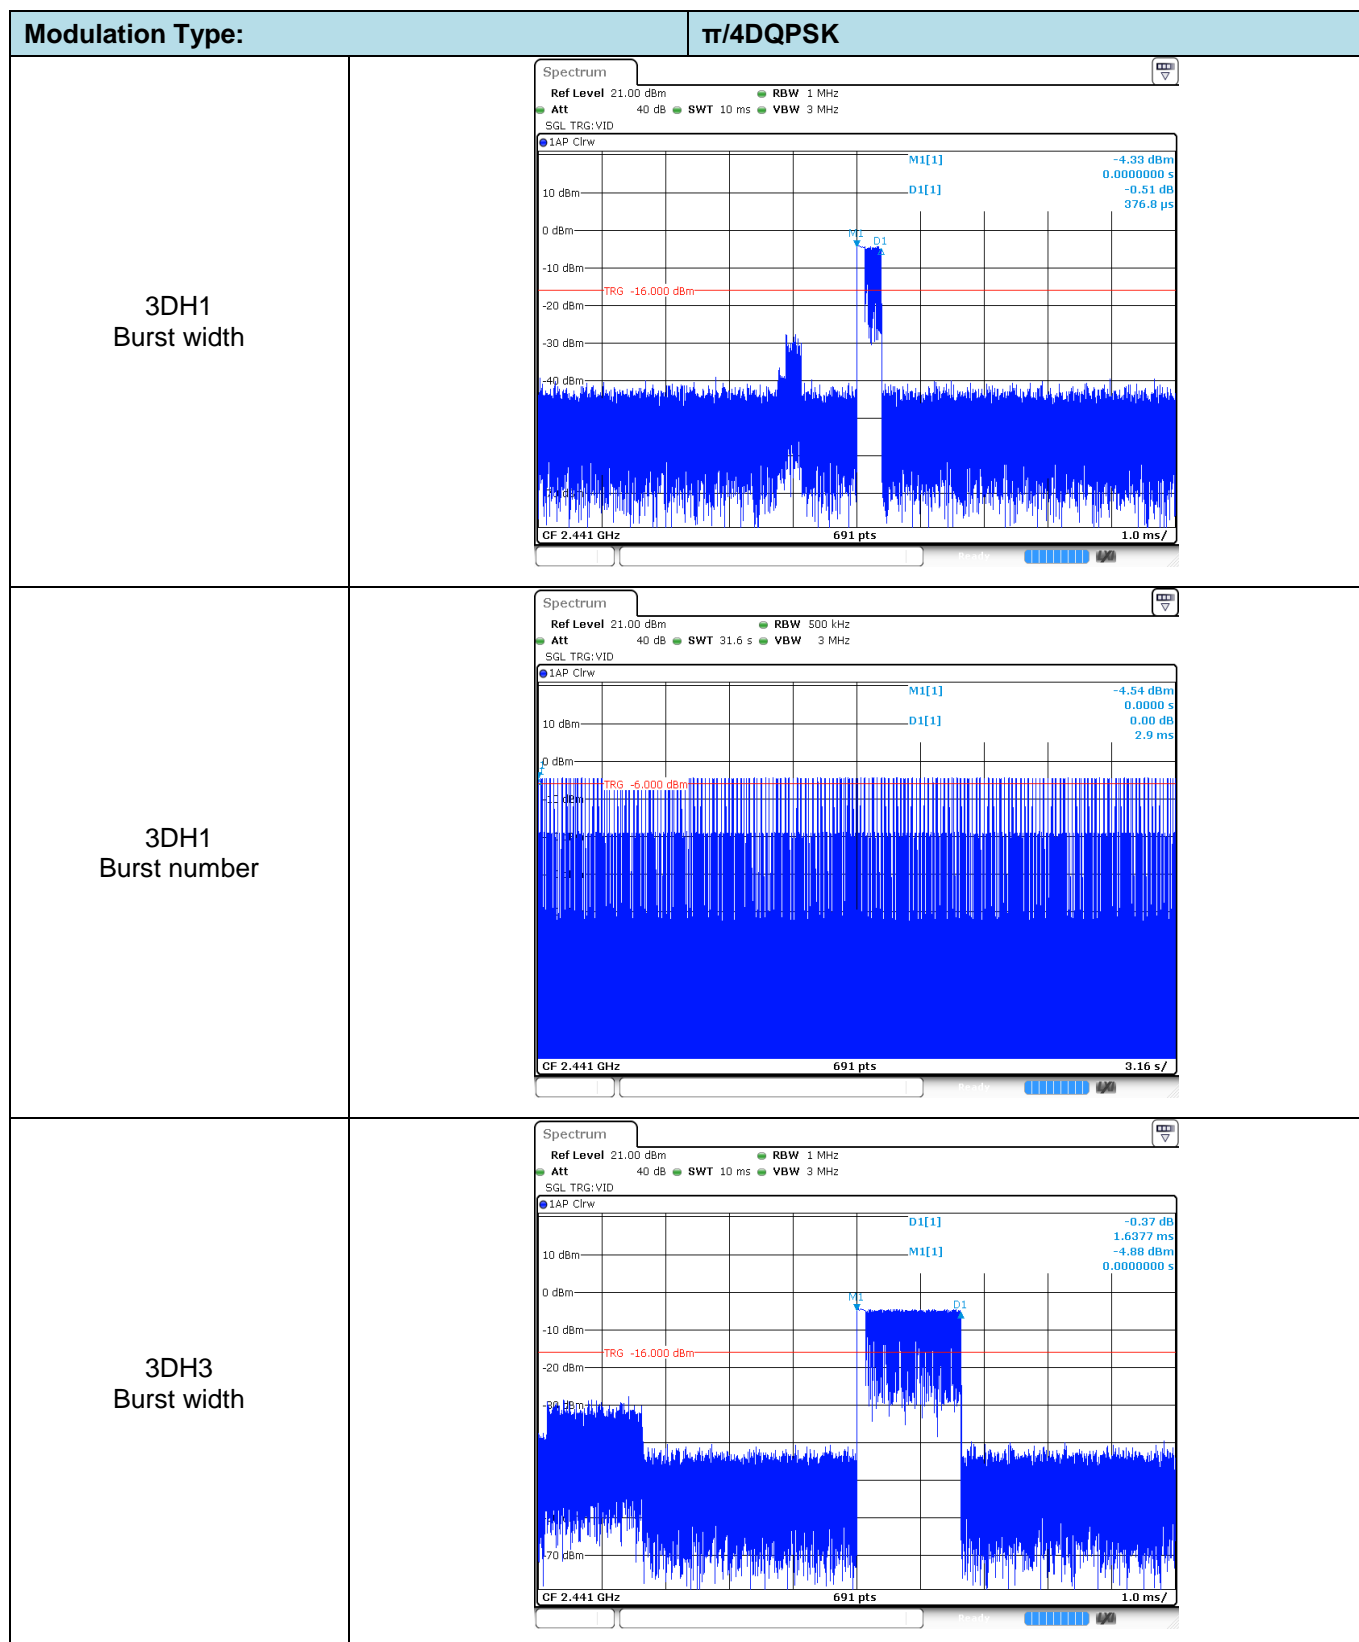 Modulation Type: π/4DQPSK
3DH1
Burst width
Spectrum
Ref Level 21.00 dBm RBW 1 MHz
Att 40 dB SWT 10 ms VBW 3 MHz
SGL TRG:VID
1AP Clrw
M1[1] -4.33 dBm
0.0000000 s
D1[1] -0.51 dB
376.8 µs
10 dBm
0 dBm
M1 D1
-10 dBm
TRG -16.000 dBm
-20 dBm
-30 dBm
-40 dBm
CF 2.441 GHz 691 pts 1.0 ms/
Ready
3DH1
Burst number
Spectrum
Ref Level 21.00 dBm RBW 500 kHz
Att 40 dB SWT 31.6 s VBW 3 MHz
SGL TRG:VID
1AP Clrw
M1[1] -4.54 dBm
0.0000 s
D1[1] 0.00 dB
2.9 ms
10 dBm
0 dBm
TRG -6.000 dBm
CF 2.441 GHz 691 pts 3.16 s/
Ready
3DH3
Burst width
Spectrum
Ref Level 21.00 dBm RBW 1 MHz
Att 40 dB SWT 10 ms VBW 3 MHz
SGL TRG:VID
1AP Clrw
D1[1] -0.37 dB
1.6377 ms
M1[1] -4.88 dBm
0.0000000 s
10 dBm
0 dBm
M1 D1
-10 dBm
TRG -16.000 dBm
-20 dBm
-30 dBm
-70 dBm
CF 2.441 GHz 691 pts 1.0 ms/
Ready